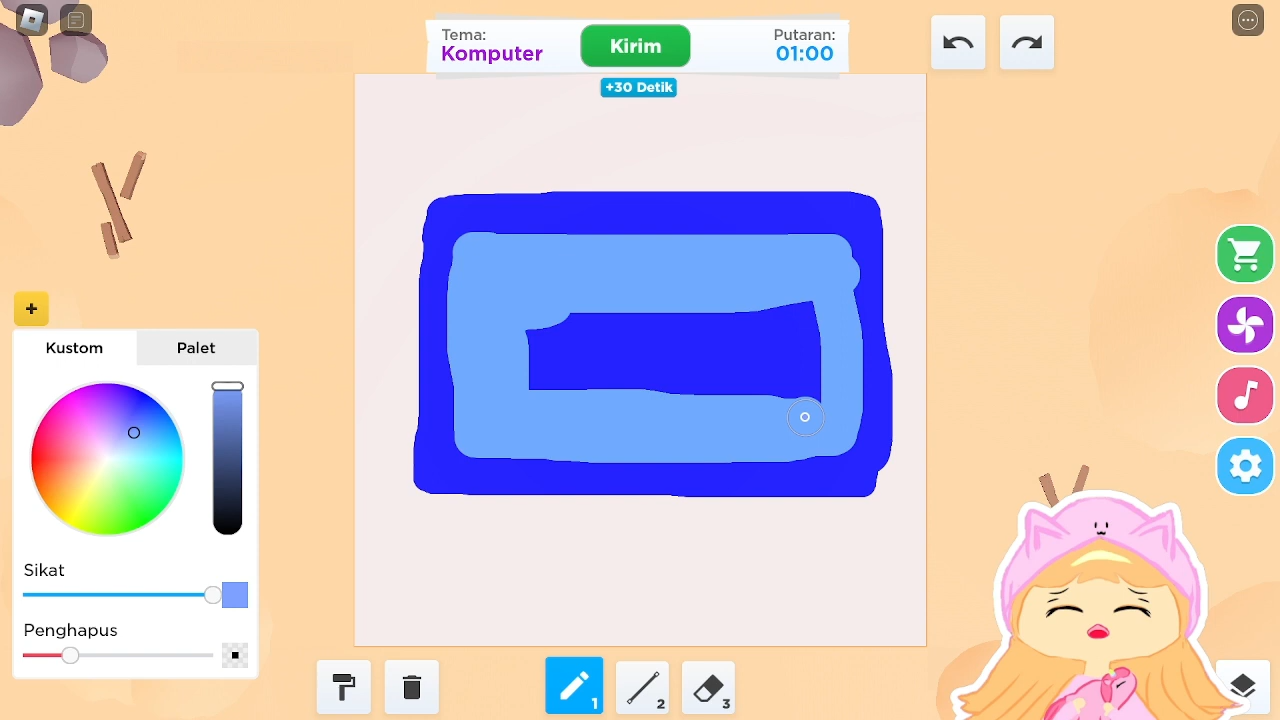 Tema:
Komputer
Kirim
Putaran:
01:00
+30 Detik
+
Kustom
Palet
Sikat
Penghapus
1
2
3